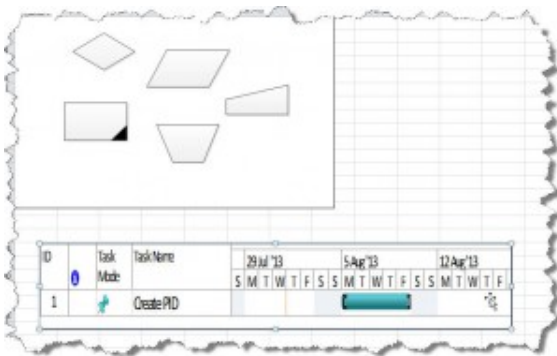 ID Task Mode Task Name 29 Jul '13 5 Aug '13 12 Aug '13
S M T W T F S S M T W T F S S M T W T F
1 Create PID